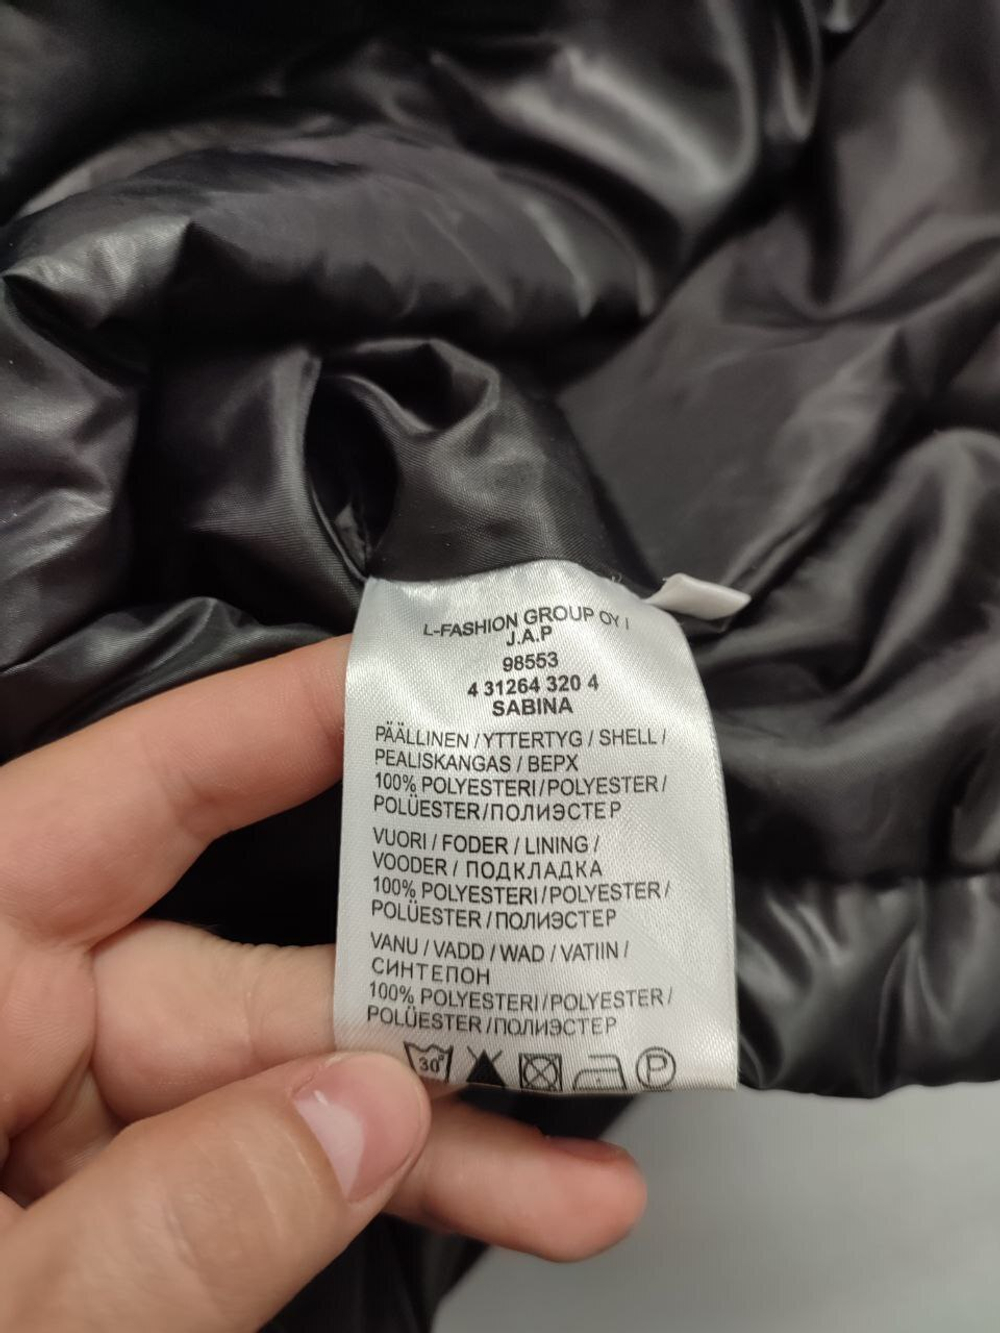 L-FASHION GROUP OY
J.A.P
98553
4 31264 320 4
SABINA
PÄÄLLINEN / YTTERTYG / SHELL /
PEALISKANGAS / ВЕРХ
100% POLYESTERI/POLYESTER/
POLÜESTER/ПОЛИЭСТЕР
VUORI / FODER / LINING /
VOODER / ПОДКЛАДКА
100% POLYESTERI/POLYESTER/
POLÜESTER/ПОЛИЭСТЕР
VANU / VADD / WAD / VATIIN /
СИНТЕПОН
100% POLYESTERI/POLYESTER/
POLÜESTER/ПОЛИЭСТЕР
30° P